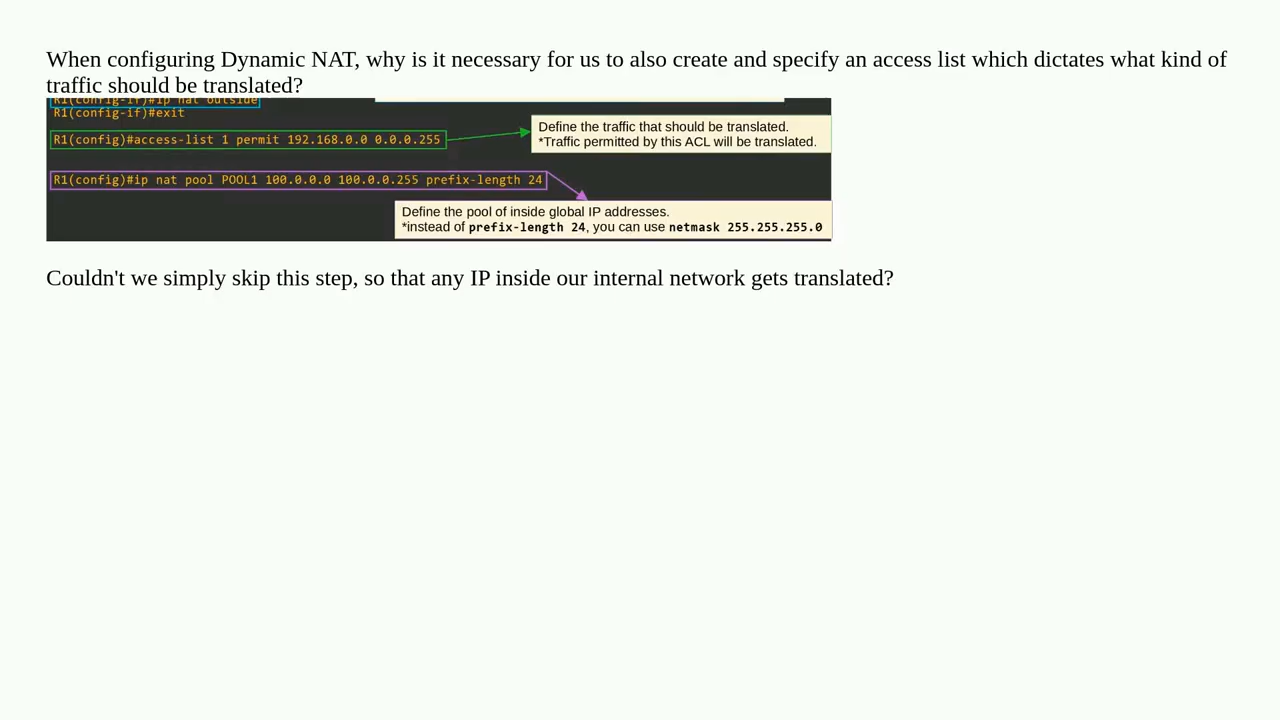 When configuring Dynamic NAT, why is it necessary for us to also create and specify an access list which dictates what kind of
traffic should be translated?
R1(config-if)#ip nat outside
R1(config-if)#exit
R1(config)#access-list 1 permit 192.168.0.0 0.0.0.255
Define the traffic that should be translated.
*Traffic permitted by this ACL will be translated.
R1(config)#ip nat pool POOL1 100.0.0.0 100.0.0.255 prefix-length 24
Define the pool of inside global IP addresses.
*instead of prefix-length 24, you can use netmask 255.255.255.0
Couldn't we simply skip this step, so that any IP inside our internal network gets translated?